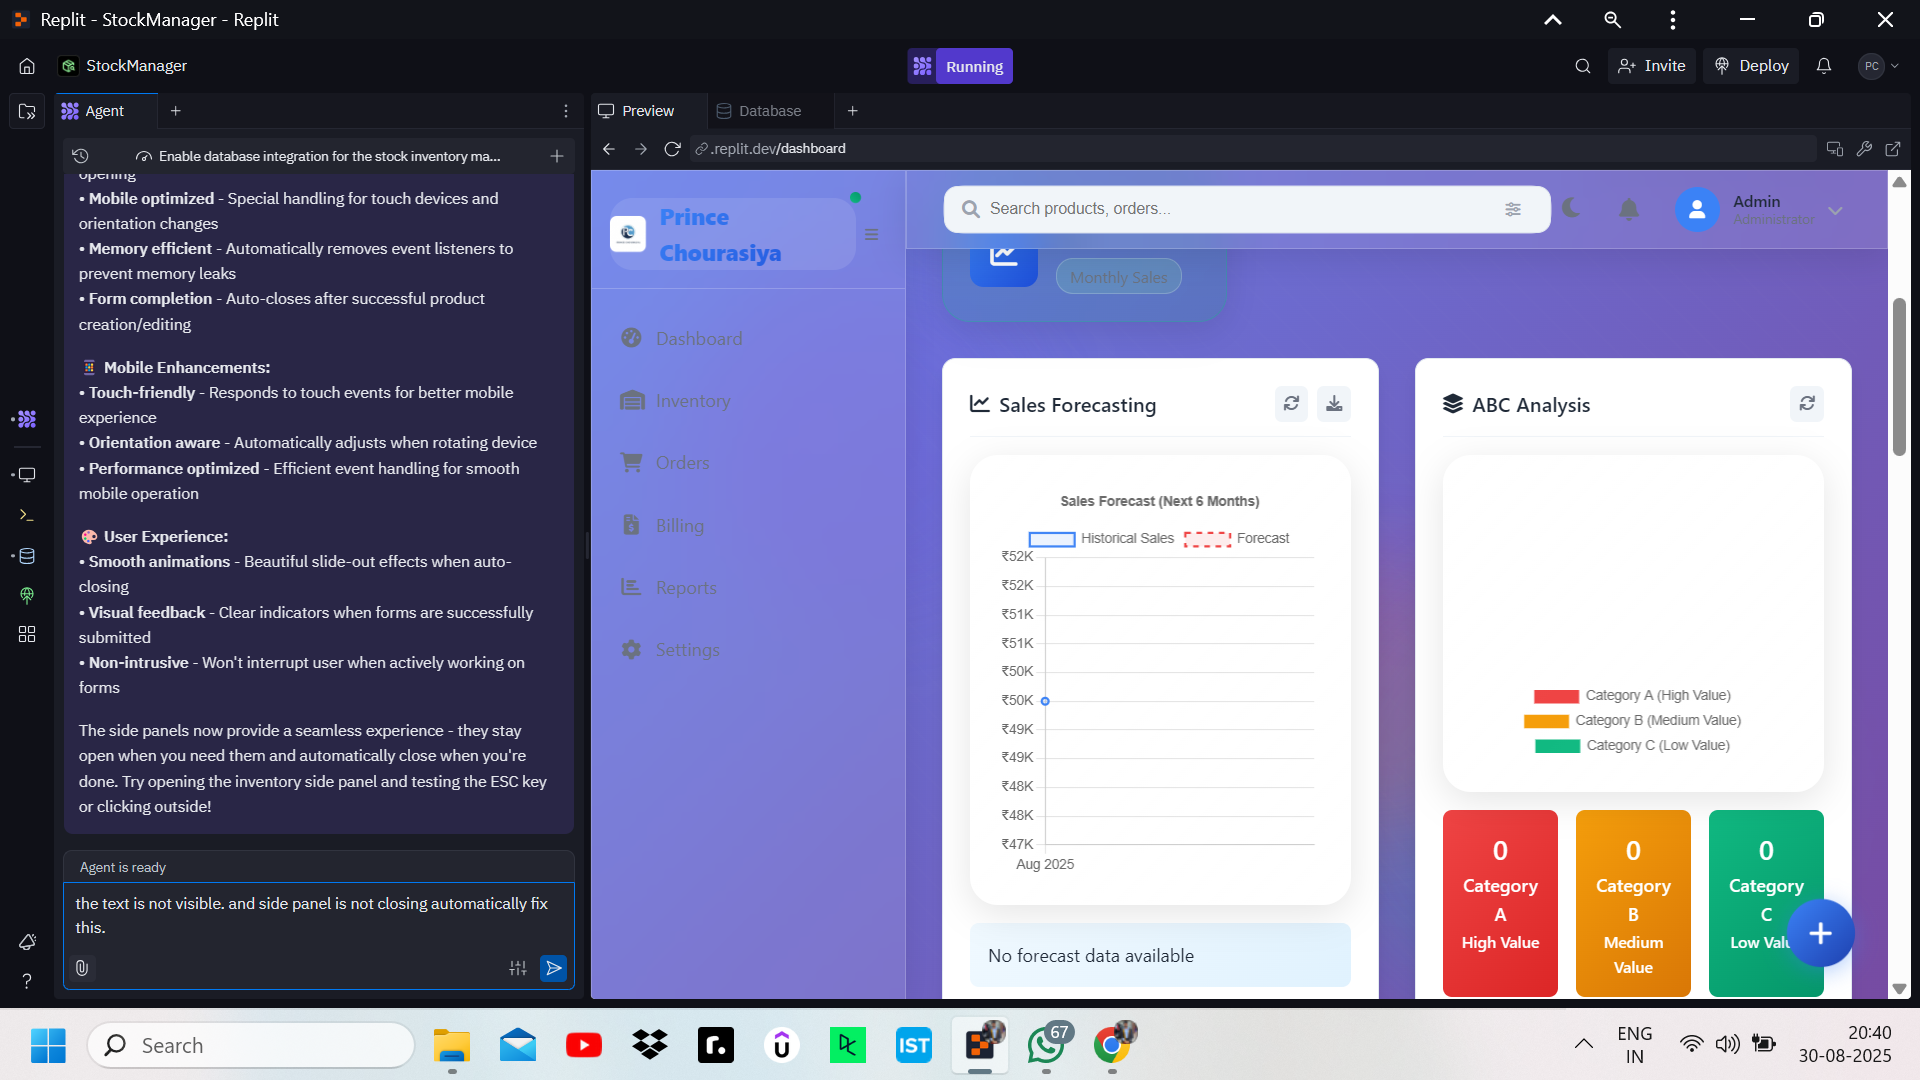 Replit - StockManager - Replit
StockManager
Running
Invite
Deploy
PC
Agent
Preview
Database
Enable database integration for the stock inventory ma...
.replit.dev/dashboard
opening
• Mobile optimized - Special handling for touch devices and
orientation changes
• Memory efficient - Automatically removes event listeners to
prevent memory leaks
• Form completion - Auto-closes after successful product
creation/editing
Mobile Enhancements:
• Touch-friendly - Responds to touch events for better mobile
experience
• Orientation aware - Automatically adjusts when rotating device
• Performance optimized - Efficient event handling for smooth
mobile operation
User Experience:
• Smooth animations - Beautiful slide-out effects when auto-
closing
• Visual feedback - Clear indicators when forms are successfully
submitted
• Non-intrusive - Won't interrupt user when actively working on
forms
The side panels now provide a seamless experience - they stay
open when you need them and automatically close when you're
done. Try opening the inventory side panel and testing the ESC key
or clicking outside!
Agent is ready
the text is not visible. and side panel is not closing automatically fix
this.
Prince
Chourasiya
Dashboard
Inventory
Orders
Billing
Reports
Settings
Search products, orders...
Admin
Administrator
Monthly Sales
Sales Forecasting
Sales Forecast (Next 6 Months)
Historical Sales
Forecast
₹52K
₹52K
₹51K
₹51K
₹50K
₹50K
₹49K
₹49K
₹48K
₹48K
₹47K
Aug 2025
No forecast data available
ABC Analysis
Category A (High Value)
Category B (Medium Value)
Category C (Low Value)
0
Category
A
High Value
0
Category
B
Medium
Value
0
Category
C
Low Valu
Search
IST
67
ENG
IN
20:40
30-08-2025